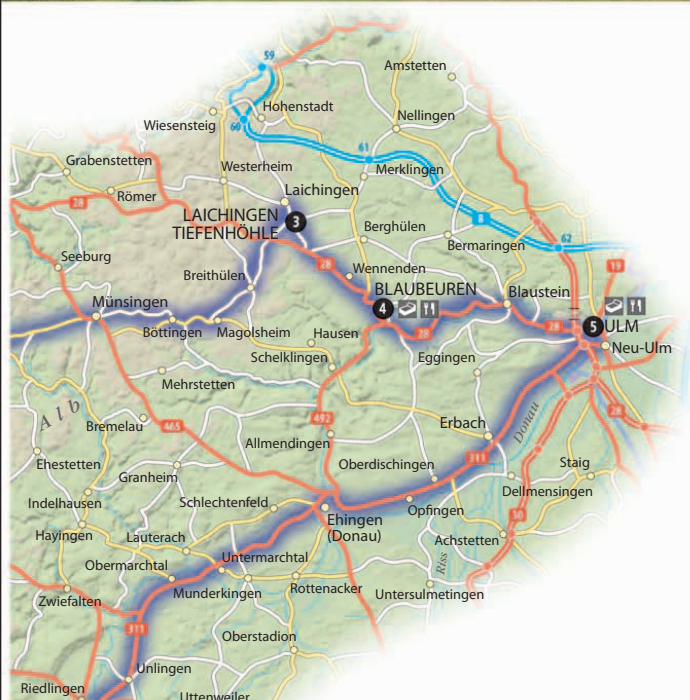 59
Amstetten
Hohenstadt
Nellingen
60
Wiesensteig
61
Grabenstetten
Westerheim
Merklingen
Römer
Laichingen
28
8
LAICHINGEN
TIEFENHÖHLE
3
Berghülen
Bermaringen
62
Seeburg
28
Wennenden
19
Breithülen
BLAUBEUREN
Blaustein
Münsingen
4
5
ULM
Böttingen
Magolsheim
Hausen
28
28
Neu-Ulm
Schelklingen
Eggingen
Mehrstetten
Alb
Bremelau
465
492
28
Erbach
Donau
Allmendingen
311
Ehestetten
Oberdischingen
Staig
Granheim
Dellmensingen
Indelhausen
Schlechtenfeld
Opfingen
30
Ehingen
(Donau)
Hayingen
Lauterach
Achstetten
Obermarchtal
Untermarchtal
Riss
Zwiefalten
Munderkingen
Rottenacker
Untersulmetingen
311
Oberstadion
Unlingen
Riedlingen
Uttenweiler